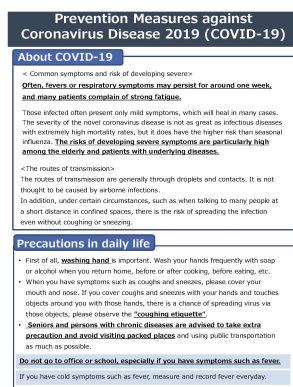 Prevention Measures against
Coronavirus Disease 2019 (COVID-19)
About COVID-19
< Common symptoms and risk of developing severe>
Often, fevers or respiratory symptoms may persist for around one week,
and many patients complain of strong fatigue.
Those infected often present only mild symptoms, which will heal in many cases.
The severity of the novel coronavirus disease is not as great as infectious diseases
with extremely high mortality rates, but it does have the higher risk than seasonal
influenza. The risks of developing severe symptoms are particularly high
among the elderly and patients with underlying diseases.
<The routes of transmission>
The routes of transmission are generally through droplets and contacts. It is not
thought to be caused by airborne infections.
In addition, under certain circumstances, such as when talking to many people at
a short distance in confined spaces, there is the risk of spreading the infection
even without coughing or sneezing.
Precautions in daily life
• First of all, washing hand is important. Wash your hands frequently with soap
or alcohol when you return home, before or after cooking, before eating, etc.
• When you have symptoms such as coughs and sneezes, please cover your
mouth and nose. If you cover coughs and sneezes with your hands and touches
objects around you with those hands, there is a chance of spreading virus via
those objects, please observe the "coughing etiquette".
• Seniors and persons with chronic diseases are advised to take extra
precaution and avoid visiting packed places and using public transportation
as much as possible.
Do not go to office or school, especially if you have symptoms such as fever.
If you have cold symptoms such as fever, measure and record fever everyday.